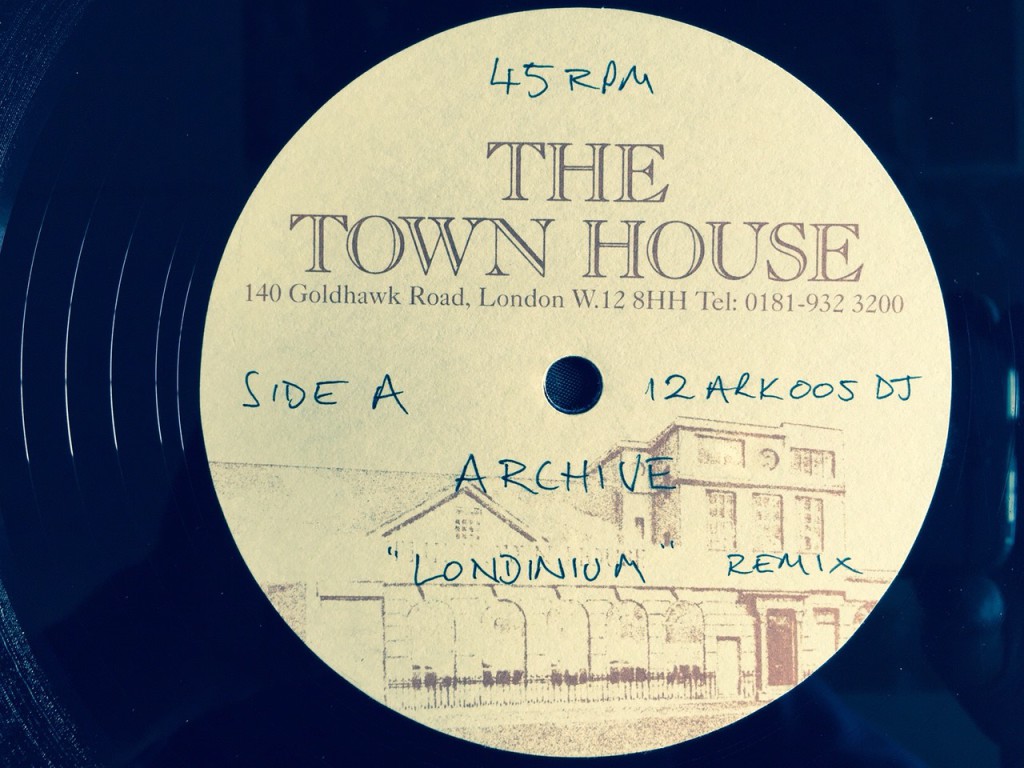 45 RPM
THE
TOWN HOUSE
140 Goldhawk Road, London W.12 8HH Tel: 0181-932 3200
SIDE A 12 ARK005 DJ
ARCHIVE
"LONDINIUM" REMIX